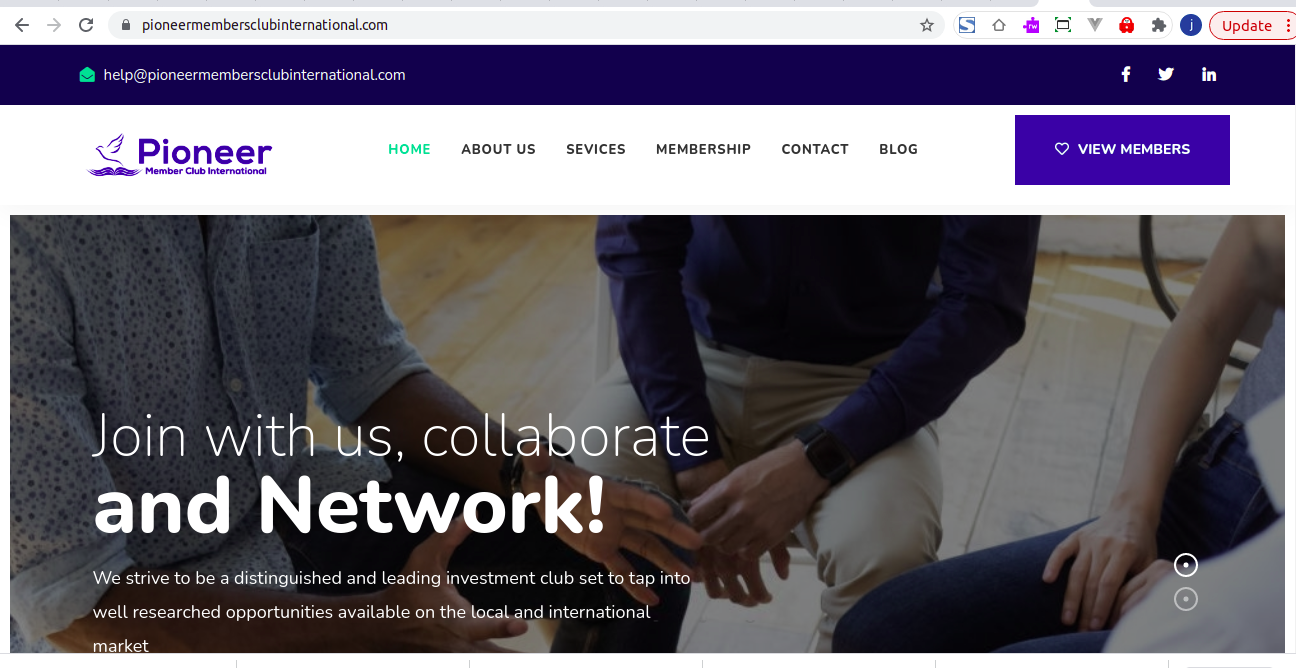 pioneermembersclubinternational.com
j
Update
help@pioneermembersclubinternational.com
Pioneer
Member Club International
HOME ABOUT US SEVICES MEMBERSHIP CONTACT BLOG
VIEW MEMBERS
Join with us, collaborate
and Network!
We strive to be a distinguished and leading investment club set to tap into
well researched opportunities available on the local and international
market